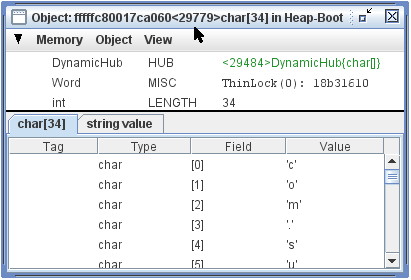 Object: fffffc80017ca060<29779>char[34] in Heap-Boot
Memory Object View
DynamicHub HUB <29484>DynamicHub{char[]}
Word MISC ThinLock(0): 18b31610
int LENGTH 34
char[34] string value
Tag Type Field Value
char [0] 'c'
char [1] 'o'
char [2] 'm'
char [3] '.'
char [4] 's'
char [5] 'u'